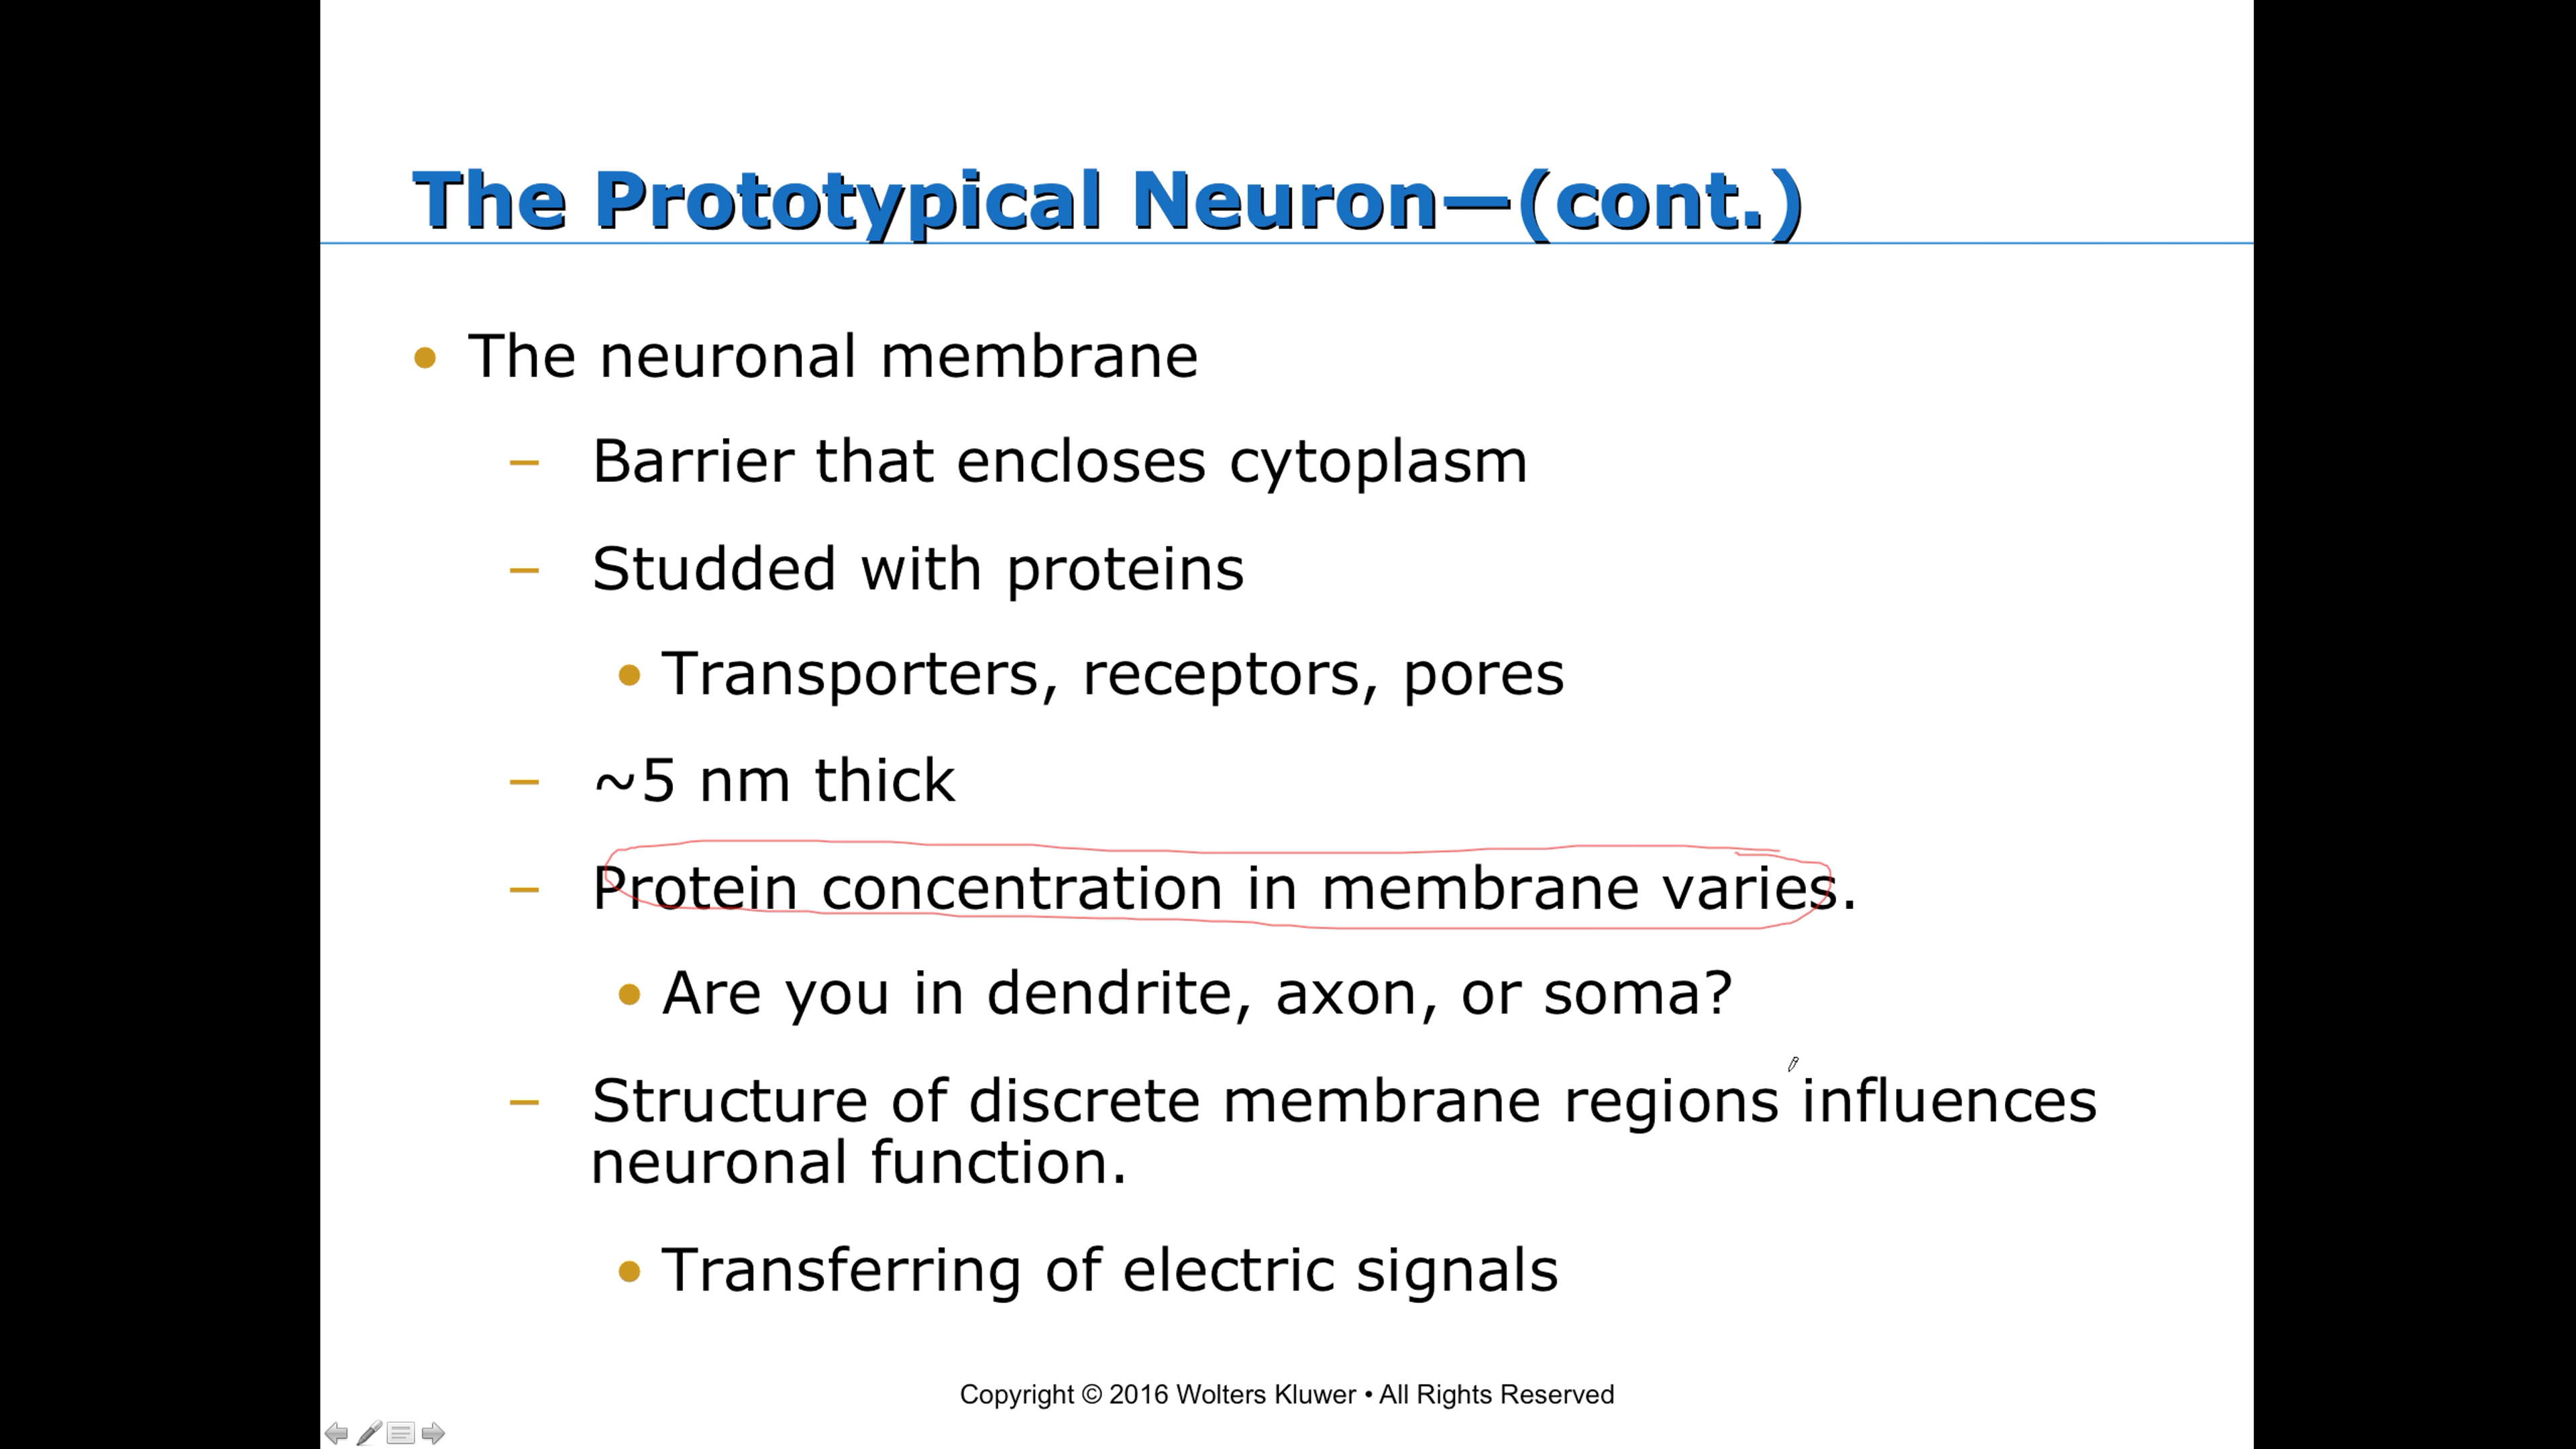 The Prototypical Neuron—(cont.)
• The neuronal membrane
– Barrier that encloses cytoplasm
– Studded with proteins
• Transporters, receptors, pores
– ~5 nm thick
– Protein concentration in membrane varies.
• Are you in dendrite, axon, or soma?
– Structure of discrete membrane regions influences
neuronal function.
• Transferring of electric signals
Copyright © 2016 Wolters Kluwer • All Rights Reserved